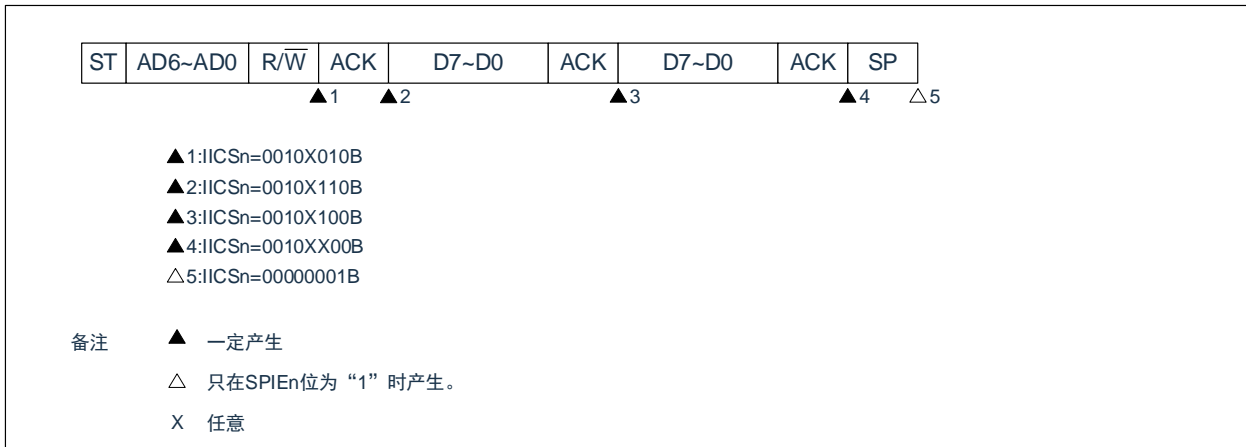 ST AD6~AD0 R/W̅ ACK D7~D0 ACK D7~D0 ACK SP
▲1 ▲2 ▲3 ▲4 △5
▲1:IICSn=0010X010B
▲2:IICSn=0010X110B
▲3:IICSn=0010X100B
▲4:IICSn=0010XX00B
△5:IICSn=00000001B
备注 ▲ 一定产生
△ 只在SPIEn位为“1”时产生。
X 任意